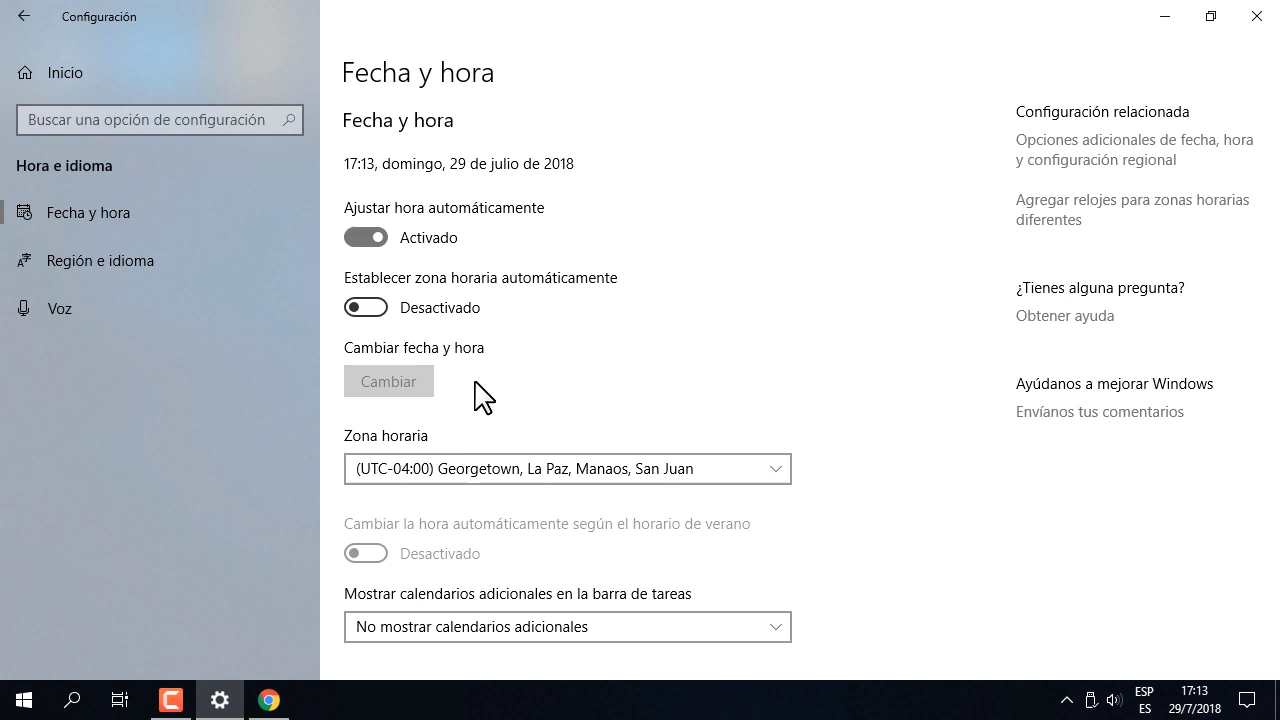 Configuración
Inicio
Buscar una opción de configuración
Hora e idioma
Fecha y hora
Región e idioma
Voz
Fecha y hora
Fecha y hora
17:13, domingo, 29 de julio de 2018
Ajustar hora automáticamente
Activado
Establecer zona horaria automáticamente
Desactivado
Cambiar fecha y hora
Cambiar
Zona horaria
(UTC-04:00) Georgetown, La Paz, Manaos, San Juan
Cambiar la hora automáticamente según el horario de verano
Desactivado
Mostrar calendarios adicionales en la barra de tareas
No mostrar calendarios adicionales
Configuración relacionada
Opciones adicionales de fecha, hora
y configuración regional
Agregar relojes para zonas horarias
diferentes
¿Tienes alguna pregunta?
Obtener ayuda
Ayúdanos a mejorar Windows
Envíanos tus comentarios
ESP
ES
17:13
29/7/2018